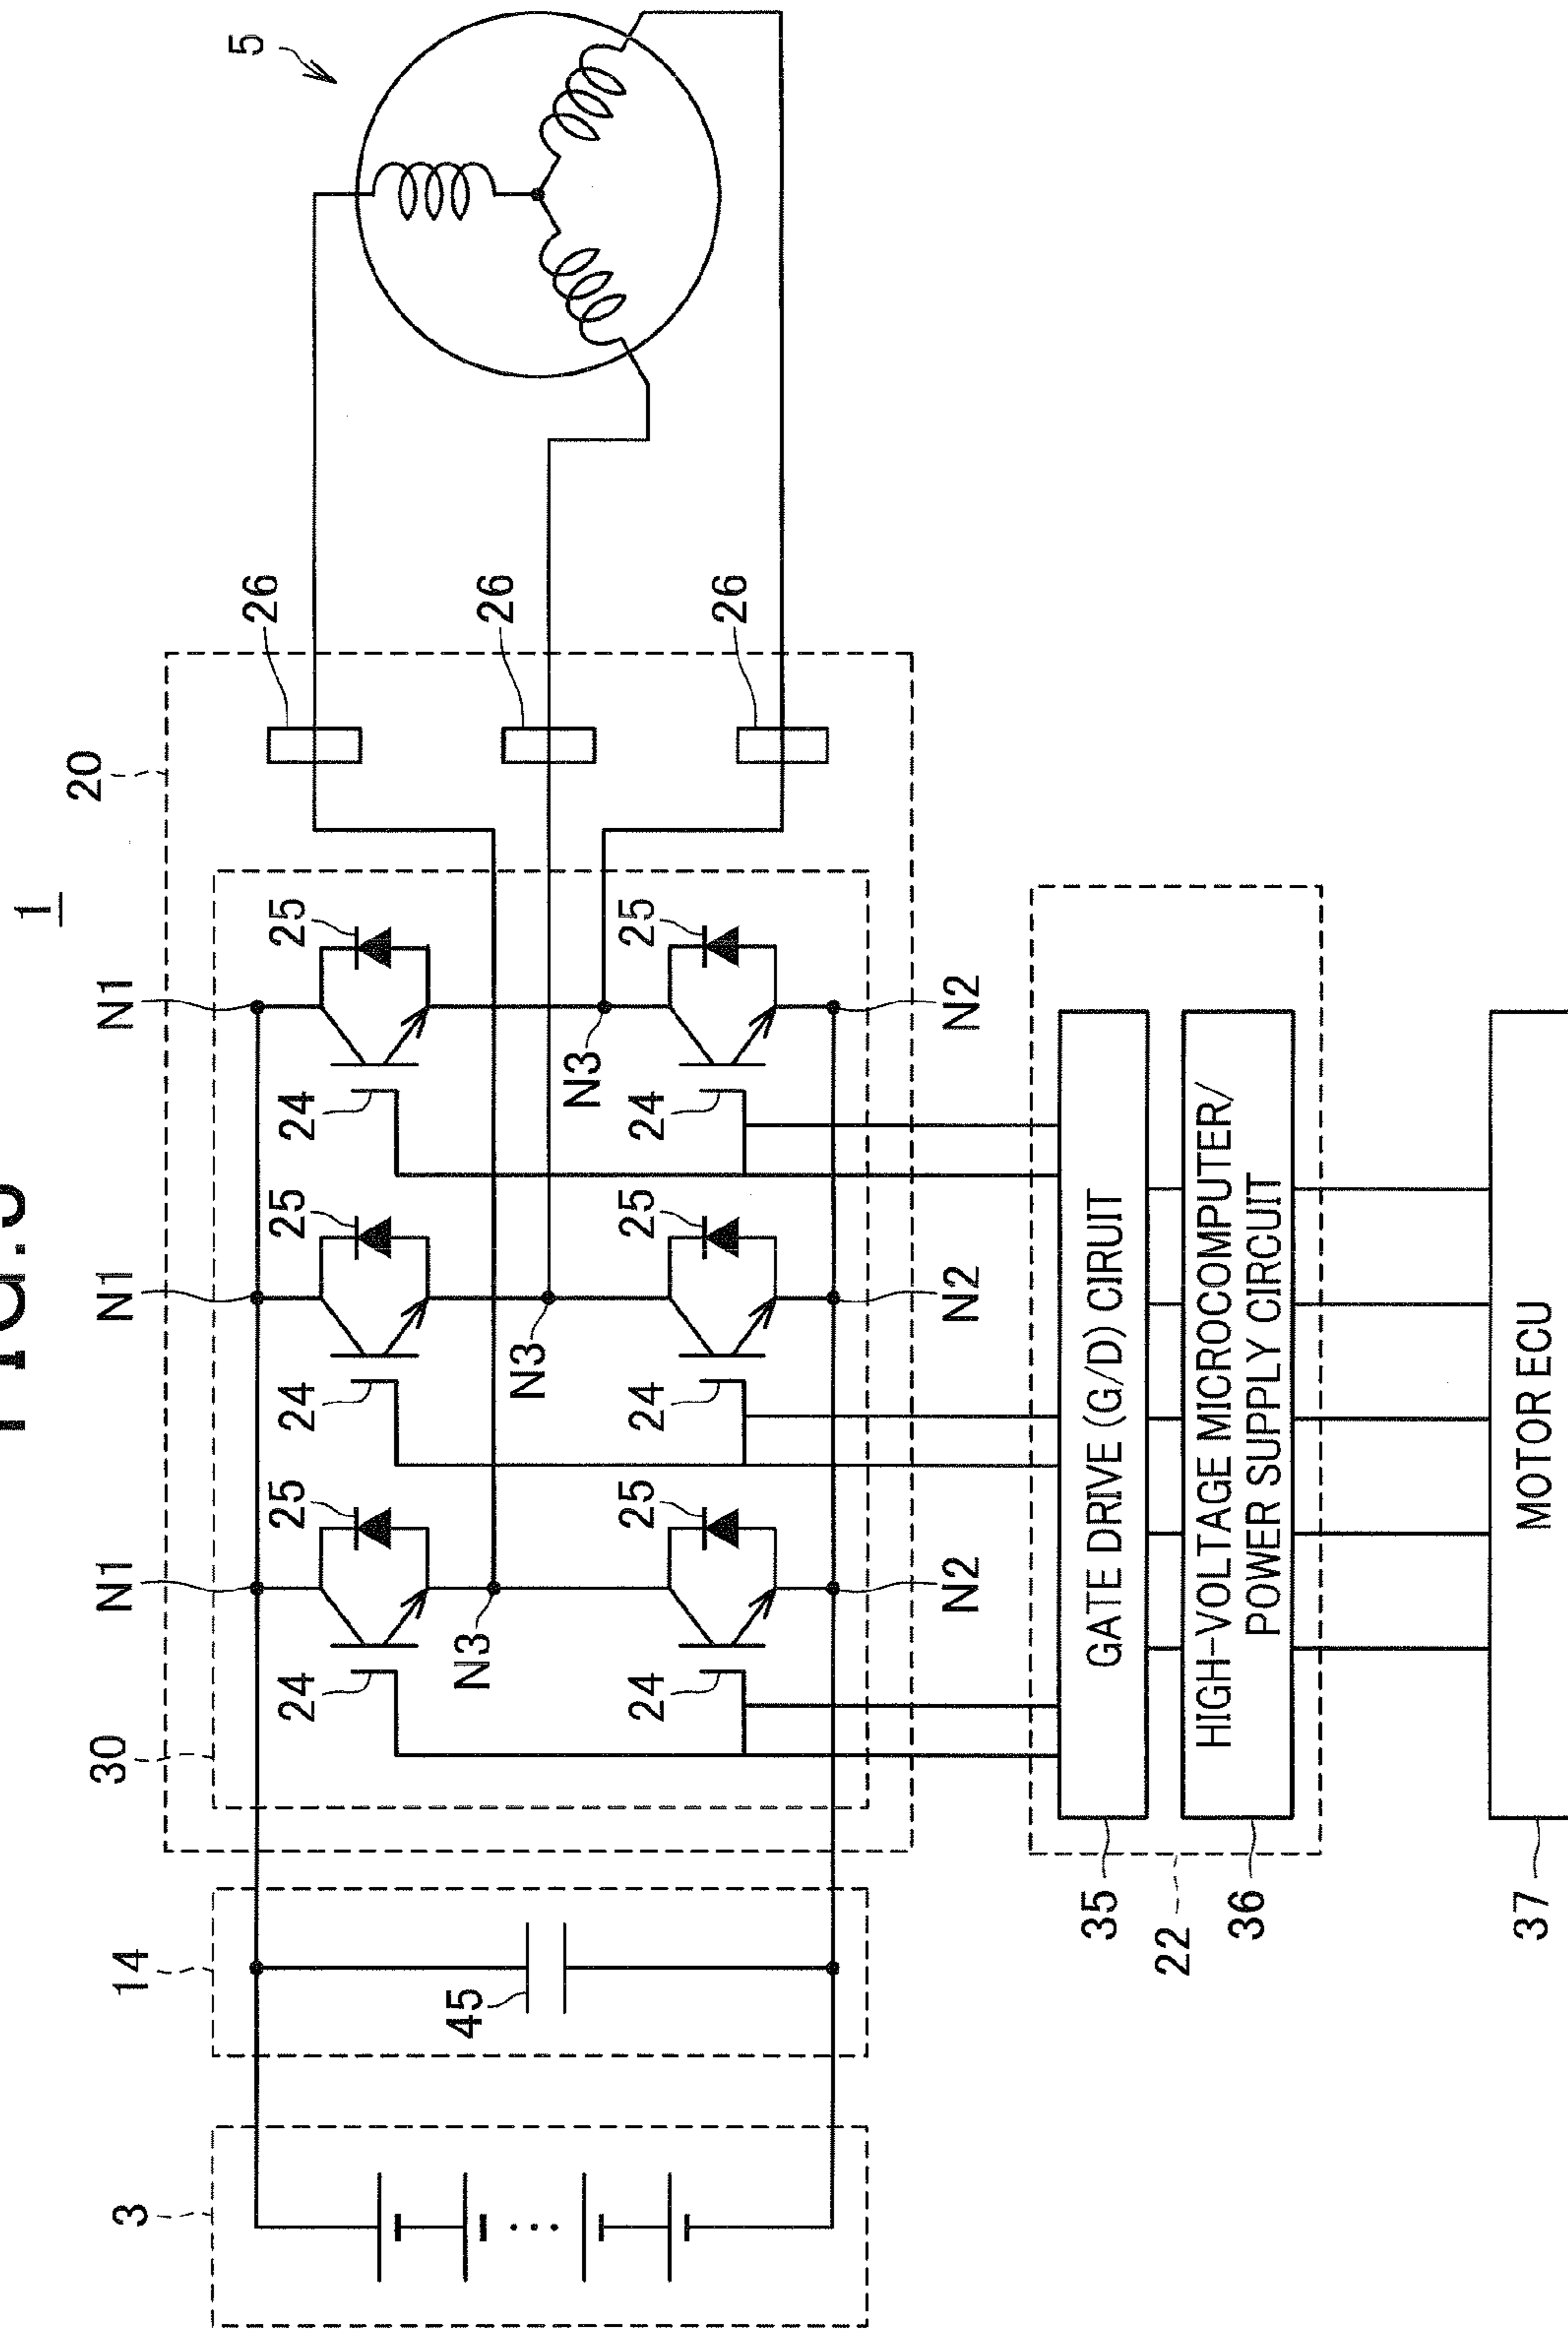 1
20
30
N1
N1
N1
3
14
5
25
25
25
26
24
24
24
45
N3
N3
N3
26
25
25
25
24
24
24
26
N2
N2
N2
35
GATE DRIVE (G/D) CIRUIT
22
36
HIGH-VOLTAGE MICROCOMPUTER/
POWER SUPPLY CIRCUIT
37
MOTOR ECU